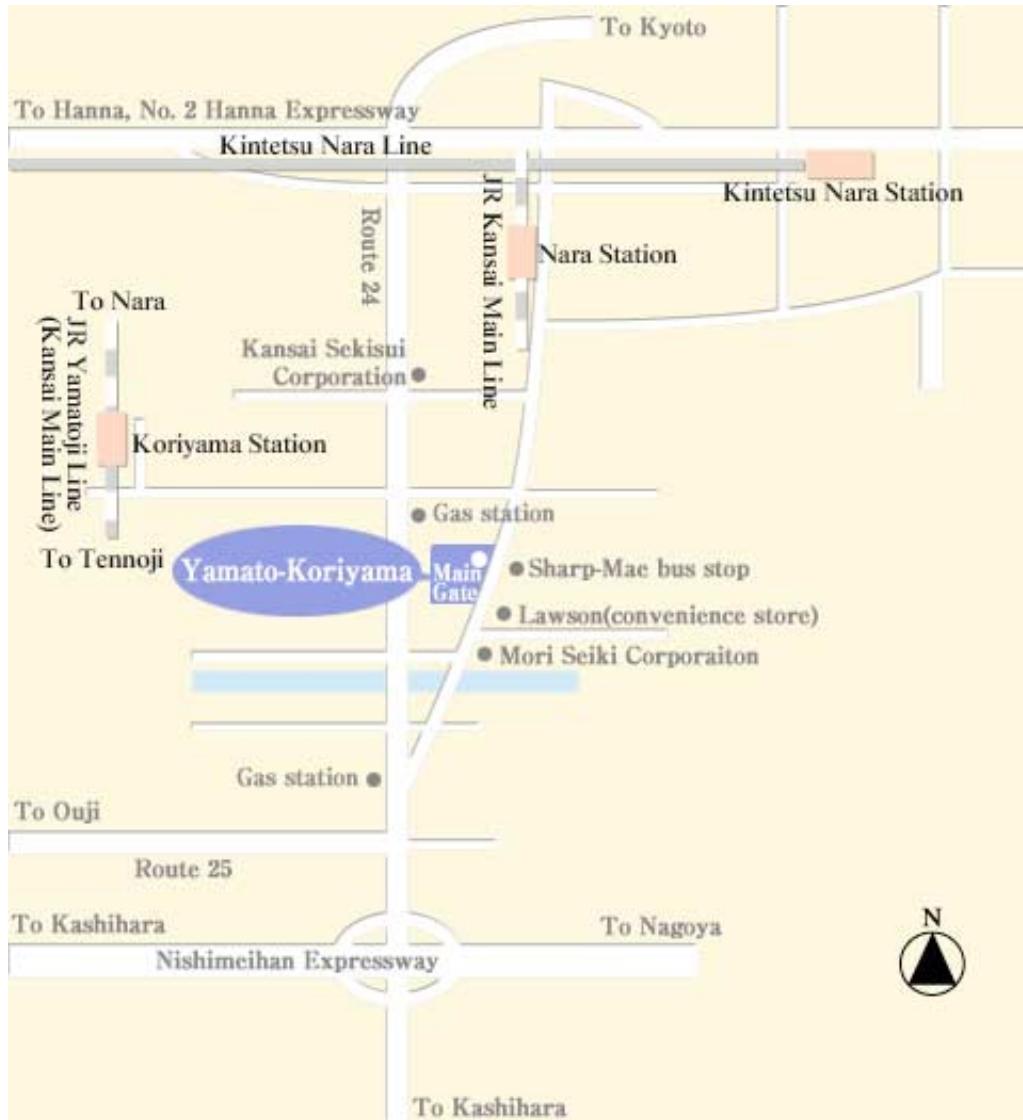 To Kyoto
To Hanna, No. 2 Hanna Expressway
Kintetsu Nara Line
Kintetsu Nara Station
JR Kansai Main Line
Route 24
Nara Station
To Nara
JR Yamatoji Line
(Kansai Main Line)
Kansai Sekisui
Corporation
Koriyama Station
Gas station
To Tennoji
Yamato-Koriyama
Main
Gate
Sharp-Mac bus stop
Lawson(convenience store)
Mori Seiki Corporaiton
Gas station
To Ouji
Route 25
To Kashihara
To Nagoya
N
Nishimeihan Expressway
To Kashihara